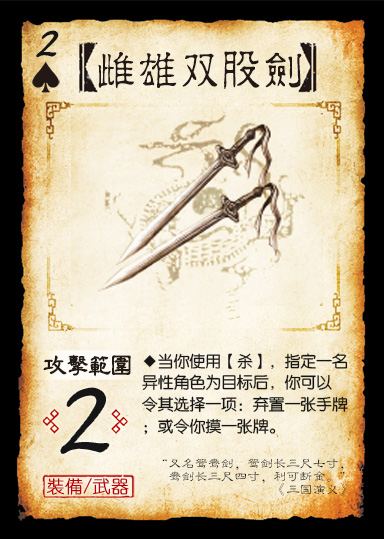 2
【雌雄双股劍】
攻擊範圍
2
◆当你使用【杀】，指定一名
异性角色为目标后，你可以
令其选择一项：弃置一张手牌
；或令你摸一张牌。
“又名鸳鸯剑，鸳剑长三尺七寸，
鸯剑长三尺四寸，利可断金。”
《三国演义》
裝備/武器